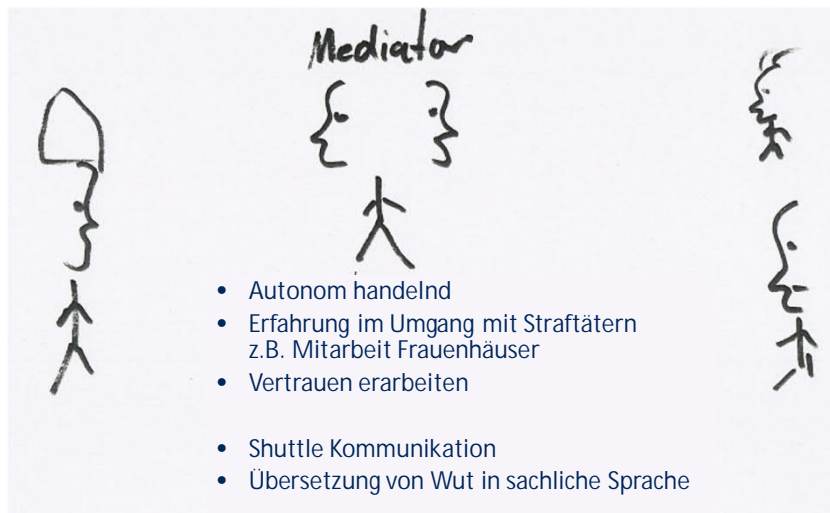 Mediator
• Autonom handelnd
• Erfahrung im Umgang mit Straftätern
z.B. Mitarbeit Frauenhäuser
• Vertrauen erarbeiten
• Shuttle Kommunikation
• Übersetzung von Wut in sachliche Sprache